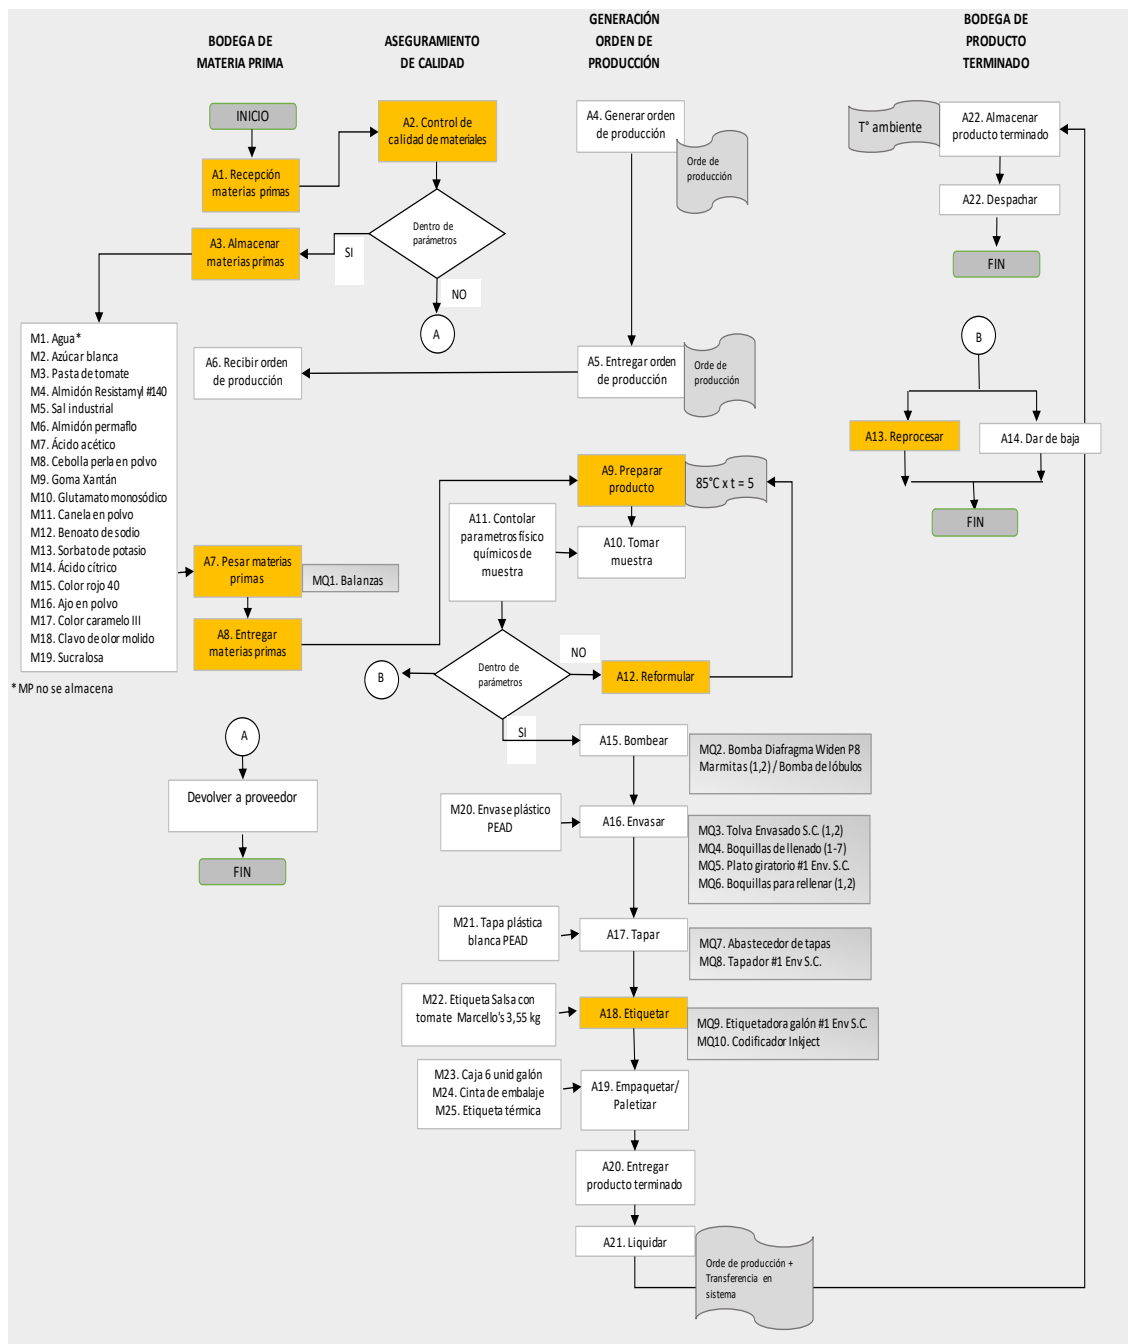 BODEGA DE
MATERIA PRIMA
ASEGURAMIENTO
DE CALIDAD
GENERACIÓN
ORDEN DE
PRODUCCIÓN
BODEGA DE
PRODUCTO
TERMINADO
INICIO
A1. Recepción
materias primas
A2. Control de
calidad de materiales
Dentro de
parámetros
SI
NO
A
A3. Almacenar
materias primas
A4. Generar orden
de producción
Orde de
producción
A5. Entregar orden
de producción
Orde de
producción
A6. Recibir orden
de producción
T° ambiente
A22. Almacenar
producto terminado
A22. Despachar
FIN
B
A13. Reprocesar
A14. Dar de baja
FIN
M1. Agua*
M2. Azúcar blanca
M3. Pasta de tomate
M4. Almidón Resistamyl #140
M5. Sal industrial
M6. Almidón permaflo
M7. Ácido acético
M8. Cebolla perla en polvo
M9. Goma Xantán
M10. Glutamato monosódico
M11. Canela en polvo
M12. Benoato de sodio
M13. Sorbato de potasio
M14. Ácido cítrico
M15. Color rojo 40
M16. Ajo en polvo
M17. Color caramelo III
M18. Clavo de olor molido
M19. Sucralosa
* MP no se almacena
A7. Pesar materias
primas
MQ1. Balanzas
A8. Entregar
materias primas
A9. Preparar
producto
85°C x t = 5
A10. Tomar
muestra
A11. Contolar
parametros físico
químicos de
muestra
Dentro de
parámetros
NO
B
SI
A12. Reformular
A
Devolver a proveedor
FIN
A15. Bombear
MQ2. Bomba Diafragma Widen P8
Marmitas (1,2) / Bomba de lóbulos
M20. Envase plástico
PEAD
A16. Envasar
MQ3. Tolva Envasado S.C. (1,2)
MQ4. Boquillas de llenado (1-7)
MQ5. Plato giratorio #1 Env. S.C.
MQ6. Boquillas para rellenar (1,2)
M21. Tapa plástica
blanca PEAD
A17. Tapar
MQ7. Abastecedor de tapas
MQ8. Tapador #1 Env S.C.
M22. Etiqueta Salsa con
tomate Marcello's 3,55 kg
A18. Etiquetar
MQ9. Etiquetadora galón #1 Env S.C.
MQ10. Codificador Inkject
M23. Caja 6 unid galón
M24. Cinta de embalaje
M25. Etiqueta térmica
A19. Empaquetar/
Paletizar
A20. Entregar
producto terminado
A21. Liquidar
Orde de producción +
Transferencia en
sistema